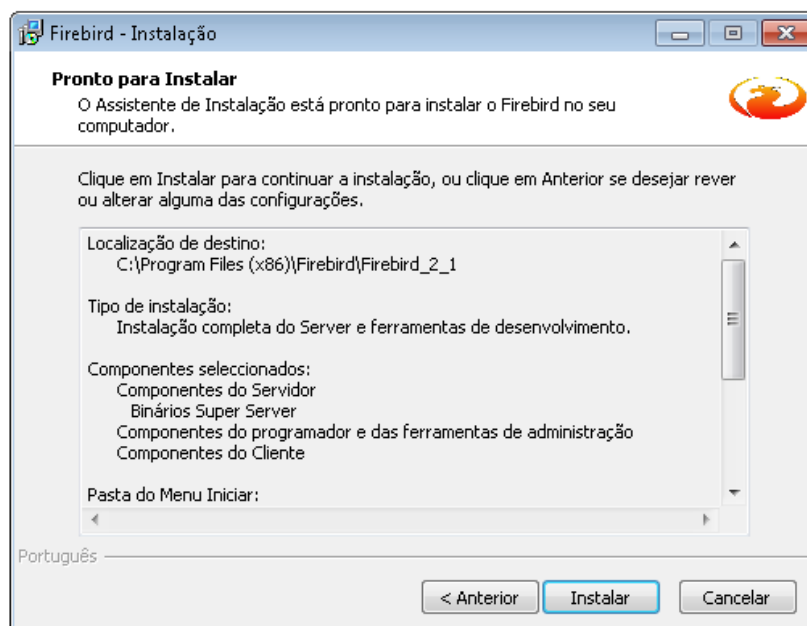 Firebird - Instalação
Pronto para Instalar
O Assistente de Instalação está pronto para instalar o Firebird no seu
computador.
Clique em Instalar para continuar a instalação, ou clique em Anterior se desejar rever
ou alterar alguma das configurações.
Localização de destino:
C:\Program Files (x86)\Firebird\Firebird_2_1
Tipo de instalação:
Instalação completa do Server e ferramentas de desenvolvimento.
Componentes seleccionados:
Componentes do Servidor
Binários Super Server
Componentes do programador e das ferramentas de administração
Componentes do Cliente
Pasta do Menu Iniciar:
Português
< Anterior
Instalar
Cancelar